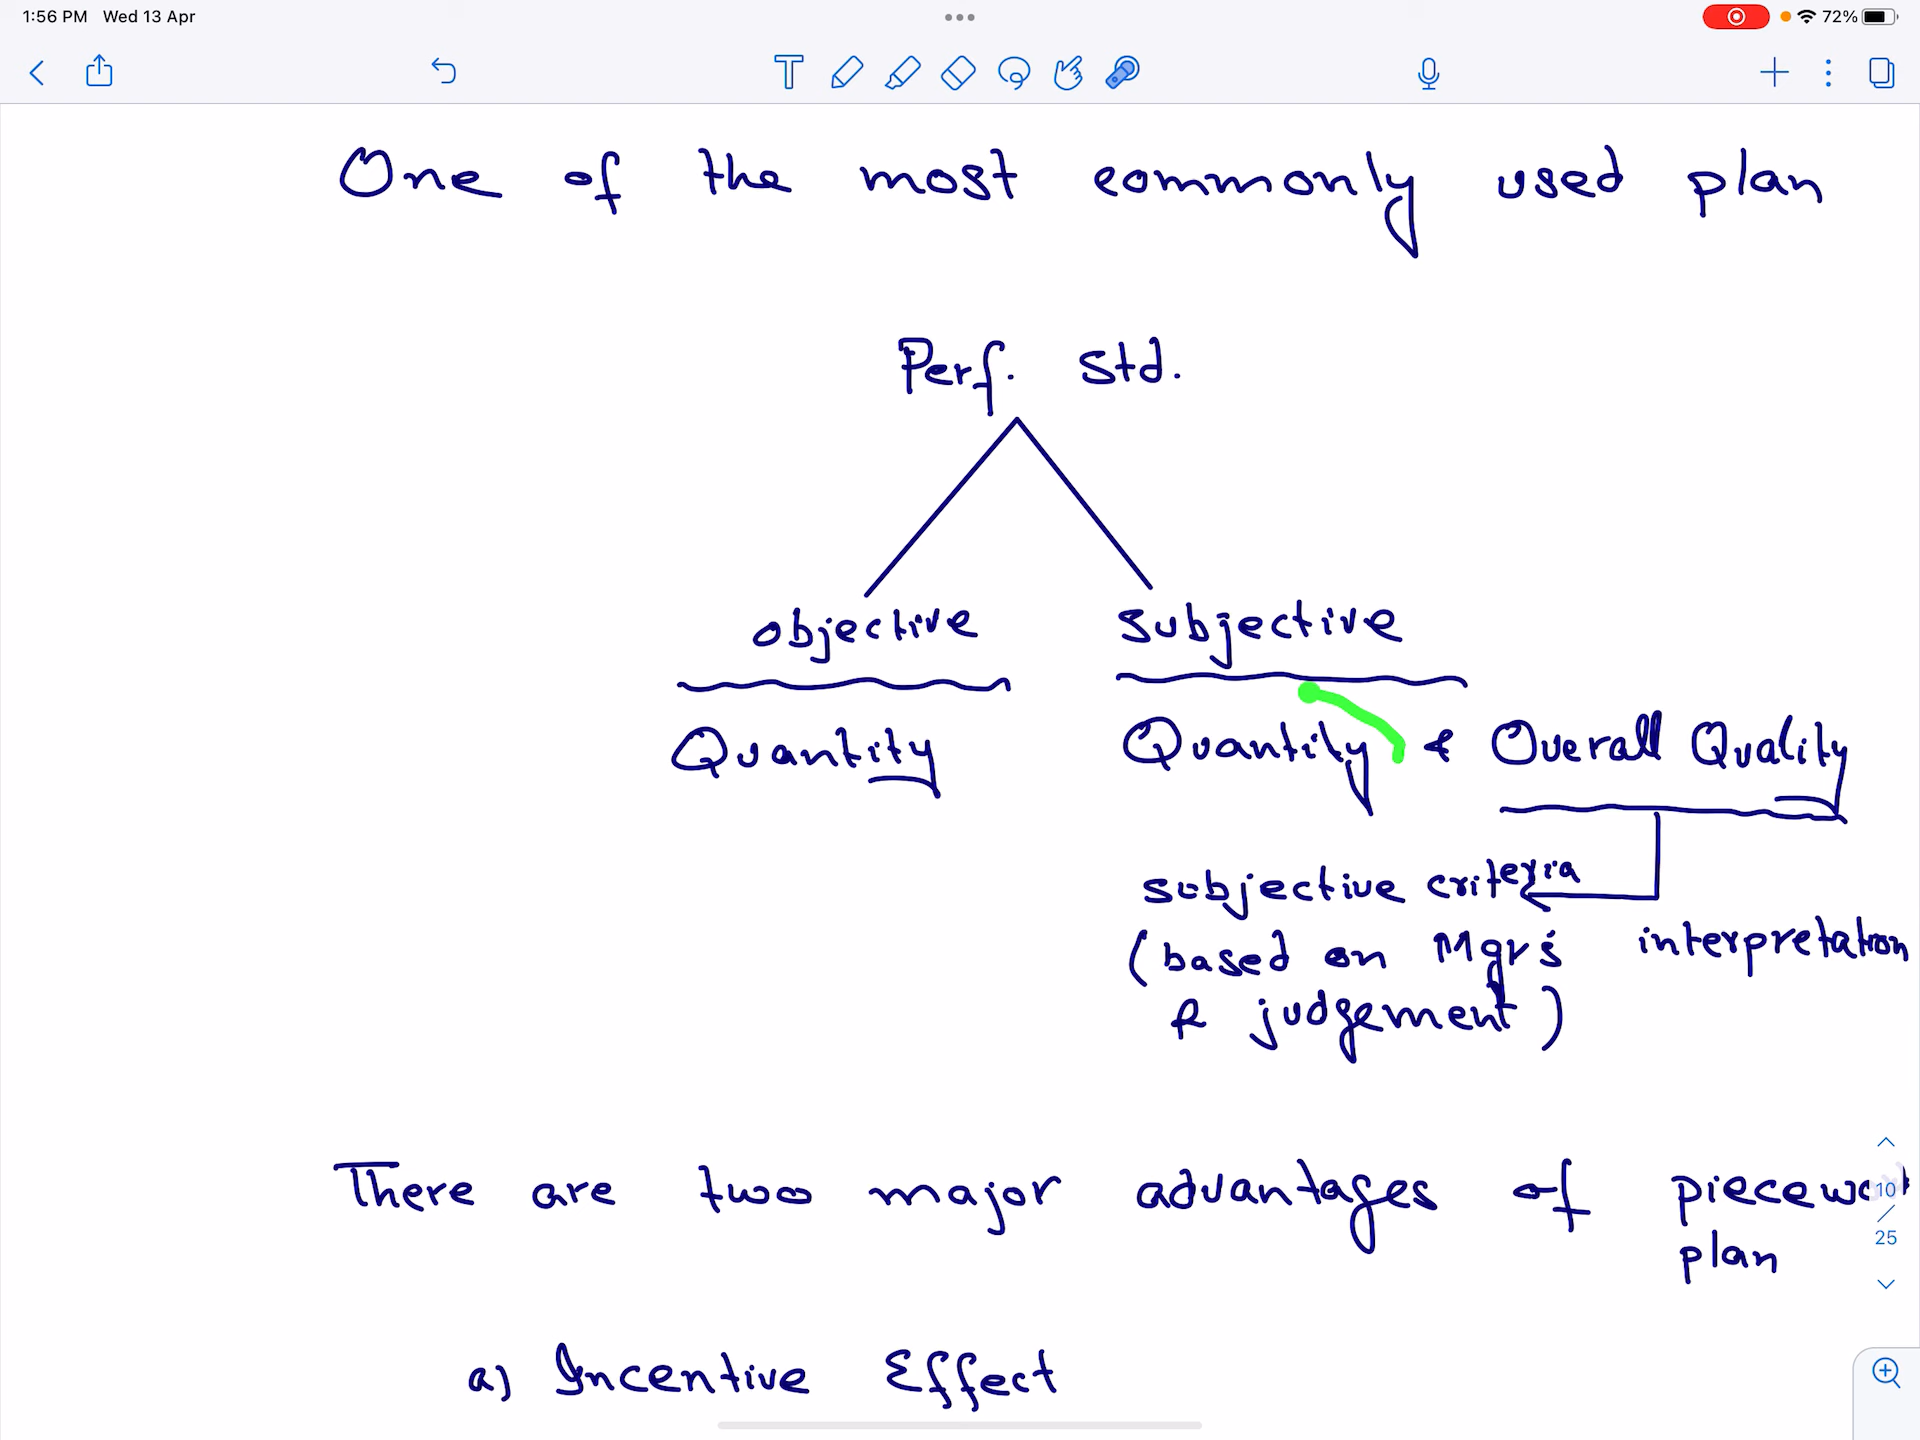 1:56 PM Wed 13 Apr
72%
One of the most commonly used plan
Perf. Std.
Objective Subjective
Quantity Quantity & Overall Quality
subjective criteria
(based on Mgr's interpretation
& judgement)
There are two major advantages of
plan
10
/
25
a) Incentive Effect